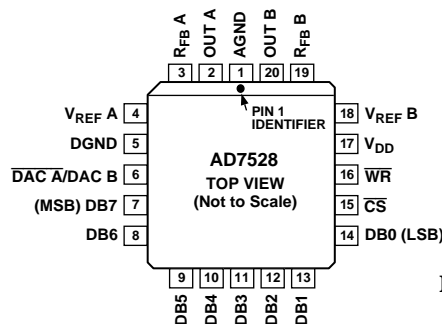 RFB A
OUT A
AGND
OUT B
RFB B
3 2 1 20 19
VREF A 4
DGND 5
DAC A/DAC B 6
(MSB) DB7 7
DB6 8
PIN 1
IDENTIFIER
AD7528
TOP VIEW
(Not to Scale)
18 VREF B
17 VDD
16 WR
15 CS
14 DB0 (LSB)
9 10 11 12 13
DB5
DB4
DB3
DB2
DB1